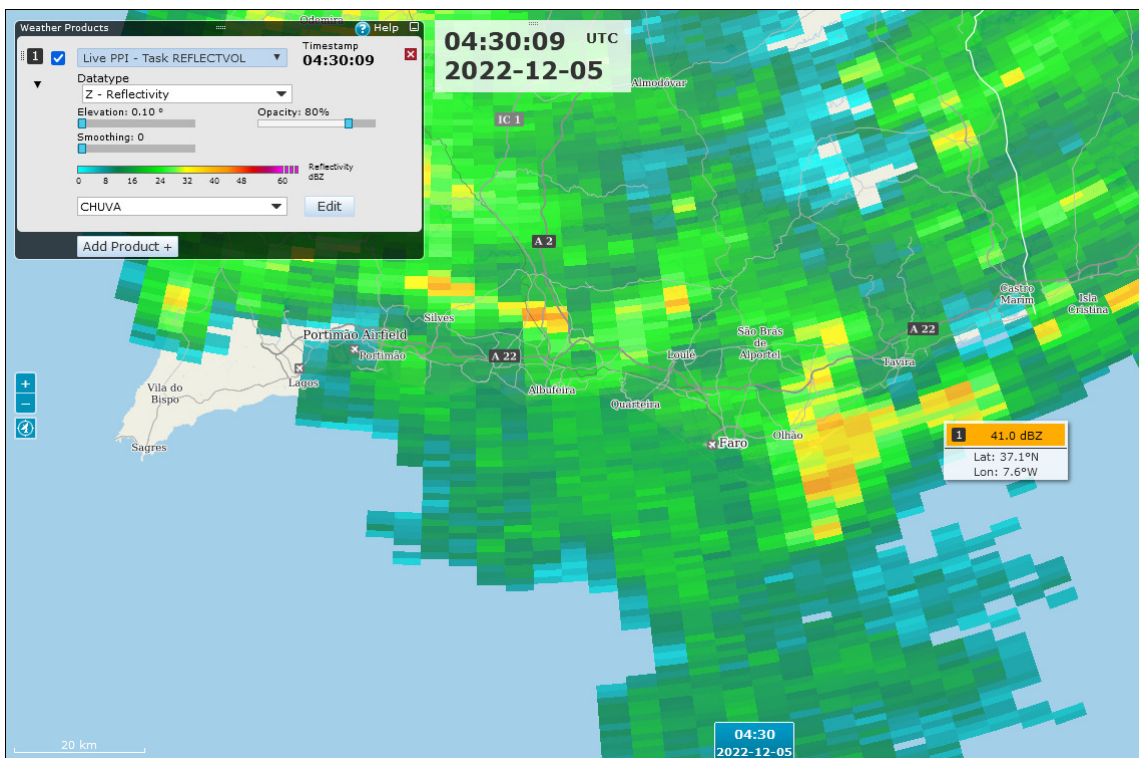 Weather Products
Help
1
Live PPI - Task REFLECTVOL
Timestamp
04:30:09
Datatype
Z - Reflectivity
Elevation: 0.10 °
Opacity: 80%
Smoothing: 0
Reflectivity
dBZ
0 8 16 24 32 40 48 60
CHUVA
Edit
Add Product +
04:30:09 UTC
2022-12-05
Odemira
Almodóvar
IC 1
A 2
Castro
Marim
Isla
Cristina
Silves
Portimão Airfield
Portimão
A 22
A 22
São Brás
de
Alportel
Loulé
Tavira
Lagos
Vila do
Bispo
Albufeira
Quarteira
Sagres
Faro
Olhão
+
−
1 41.0 dBZ
Lat: 37.1°N
Lon: 7.6°W
20 km
04:30
2022-12-05